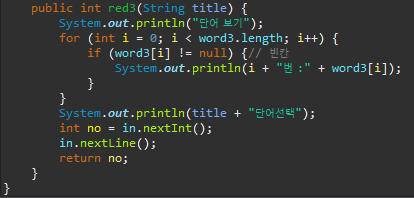 public int red3(String title) {
System.out.println("단어 보기");
for (int i = 0; i < word3.length; i++) {
if (word3[i] != null) {// 빈칸
System.out.println(i + "번 :" + word3[i]);
}
}
System.out.println(title + "단어선택");
int no = in.nextInt();
in.nextLine();
return no;
}
}